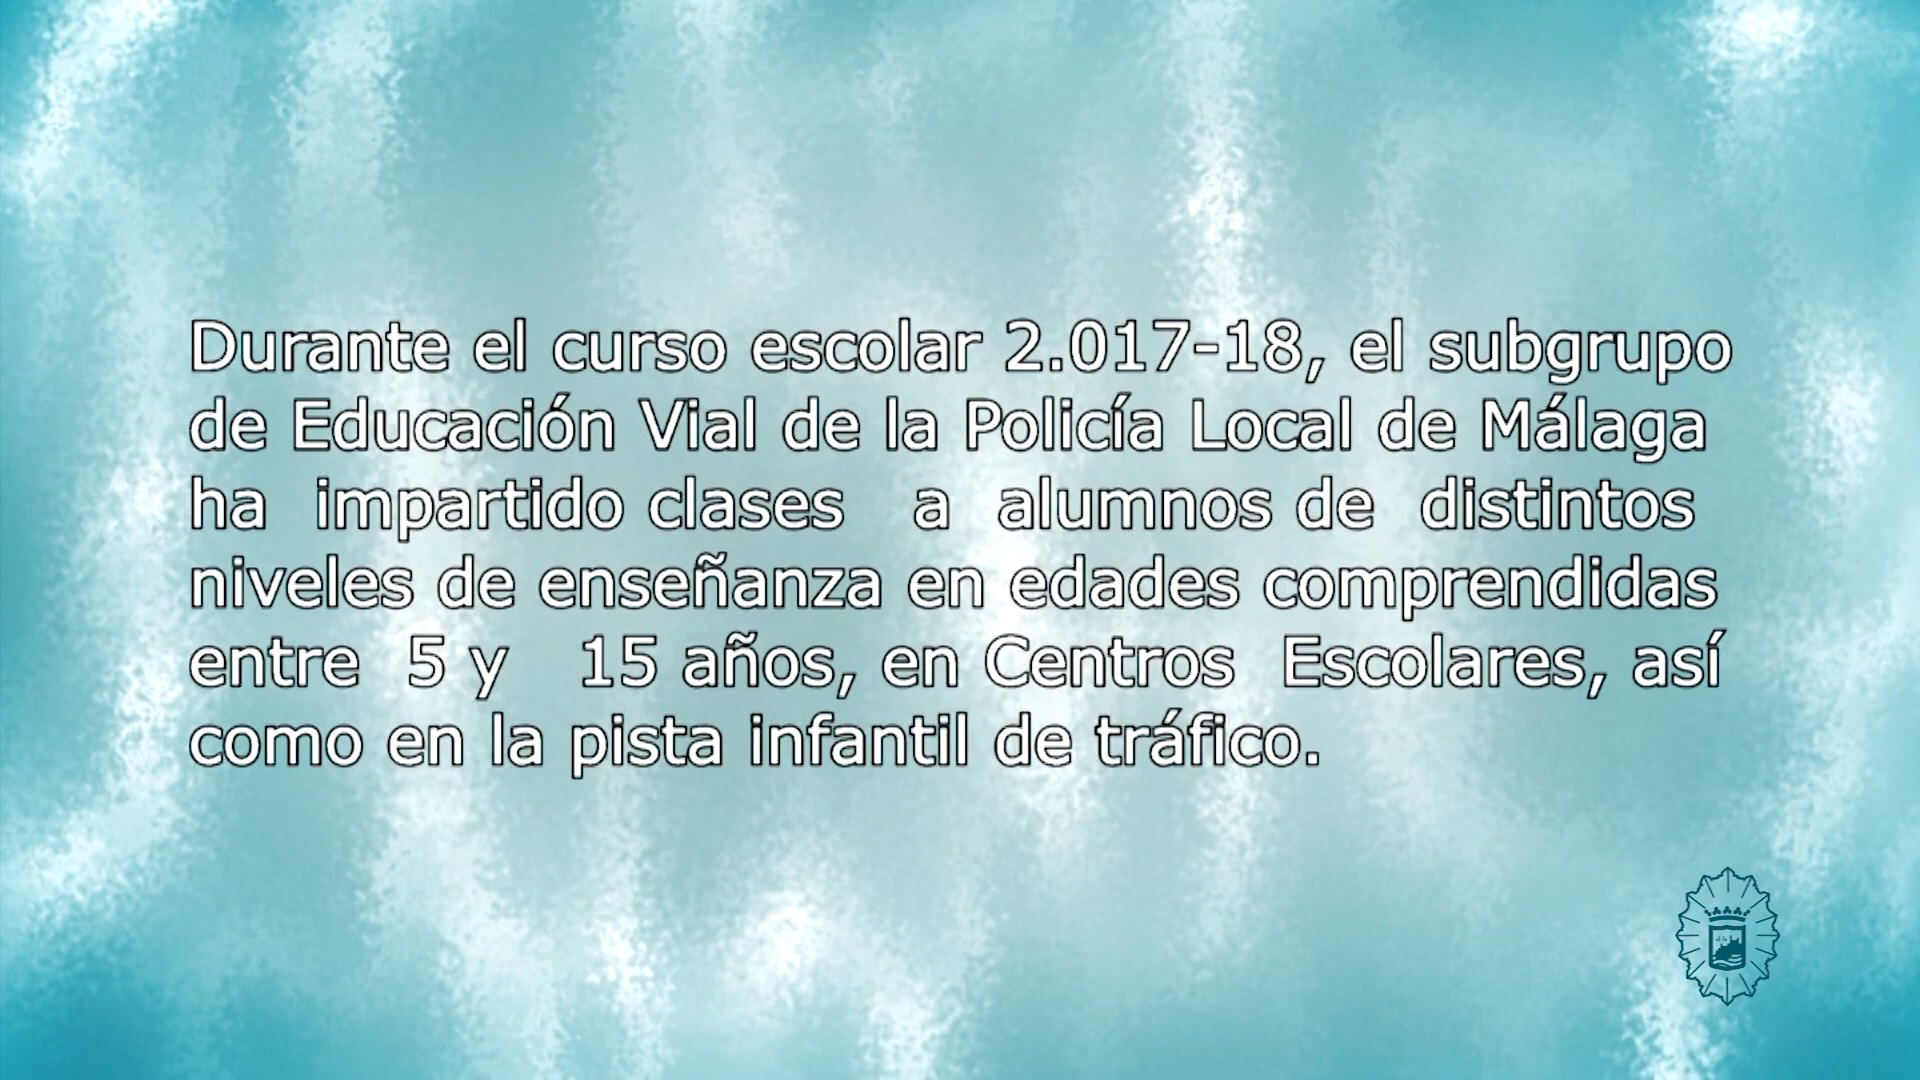 Durante el curso escolar 2.017-18, el subgrupo
de Educación Vial de la Policía Local de Málaga
ha impartido clases a alumnos de distintos
niveles de enseñanza en edades comprendidas
entre 5 y 15 años, en Centros Escolares, así
como en la pista infantil de tráfico.